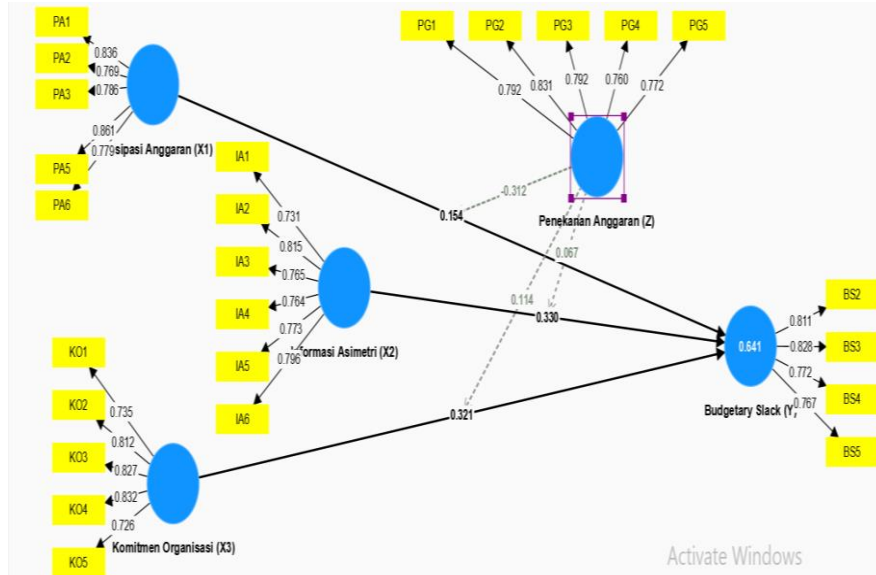 PA1
PA2
PA3
PA5
PA6
0.836
0.769
0.786
0.861
0.779
sipasi Anggaran (X1)
PG1
PG2
PG3
PG4
PG5
0.792
0.831
0.792
0.760
0.772
Penekanan Anggaran (Z)
IA1
IA2
IA3
IA4
IA5
IA6
0.731
0.815
0.765
0.764
0.773
0.796
formasi Asimetri (X2)
-0.312
0.154
0.067
0.114
0.330
0.321
KO1
KO2
KO3
KO4
KO5
0.735
0.812
0.827
0.832
0.726
Komitmen Organisasi (X3)
0.641
Budgetary Slack (Y,
BS2
BS3
BS4
BS5
0.811
0.828
0.772
0.767
Activate Windows